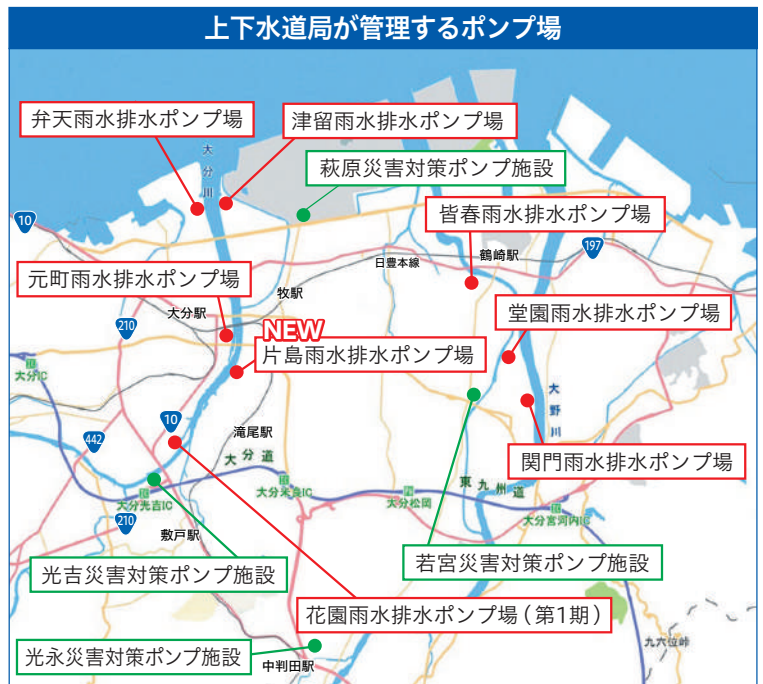 上下水道局が管理するポンプ場
弁天雨水排水ポンプ場
津留雨水排水ポンプ場
大分川
萩原災害対策ポンプ施設
10
皆春雨水排水ポンプ場
197
日豊本線
鶴崎駅
元町雨水排水ポンプ場
牧駅
大分駅
210
NEW
堂園雨水排水ポンプ場
片島雨水排水ポンプ場
大分IC
大野川
10
442
滝尾駅
大分道
関門雨水排水ポンプ場
東九州道
大分光吉IC
大分米良IC
大分松岡
大分宮河内IC
210
敷戸駅
光吉災害対策ポンプ施設
若宮災害対策ポンプ施設
花園雨水排水ポンプ場(第1期)
光永災害対策ポンプ施設
中判田駅
九六位峠